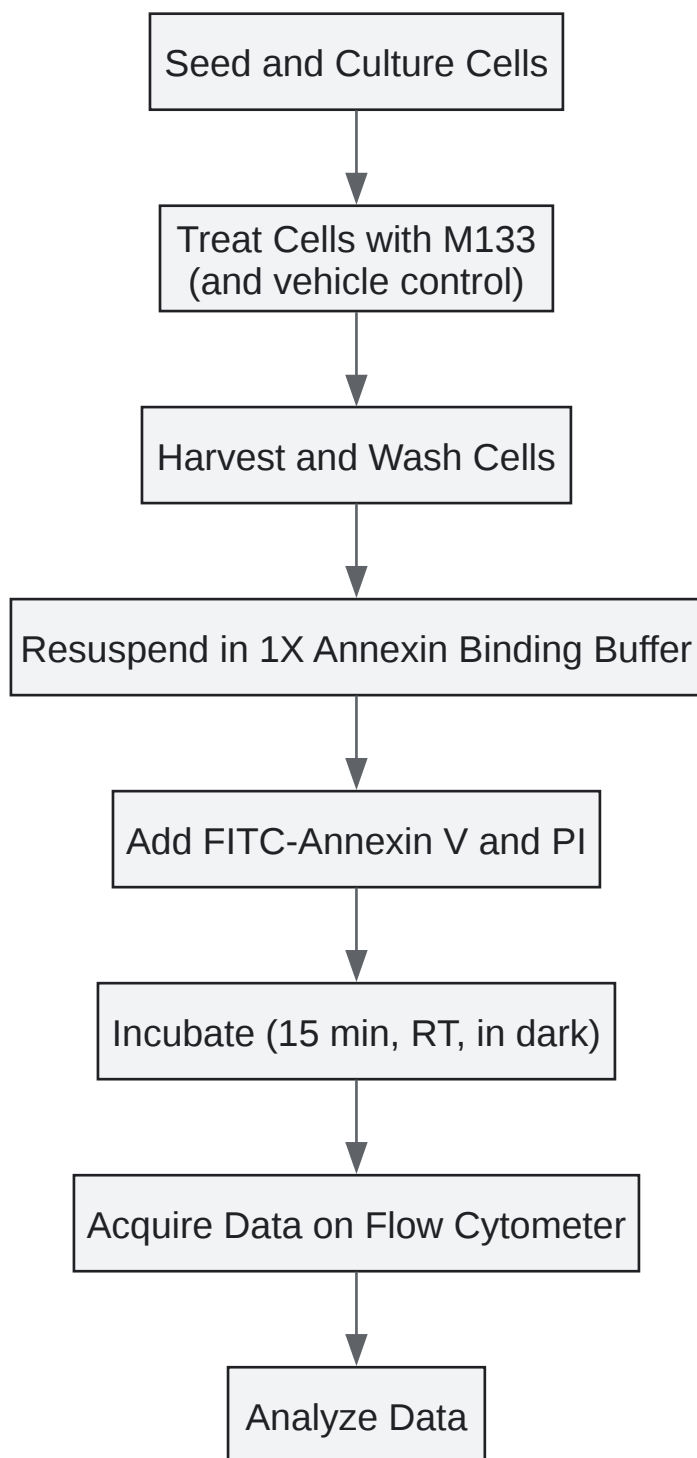 Seed and Culture Cells
Treat Cells with M133
(and vehicle control)
Harvest and Wash Cells
Resuspend in 1X Annexin Binding Buffer
Add FITC-Annexin V and PI
Incubate (15 min, RT, in dark)
Acquire Data on Flow Cytometer
Analyze Data